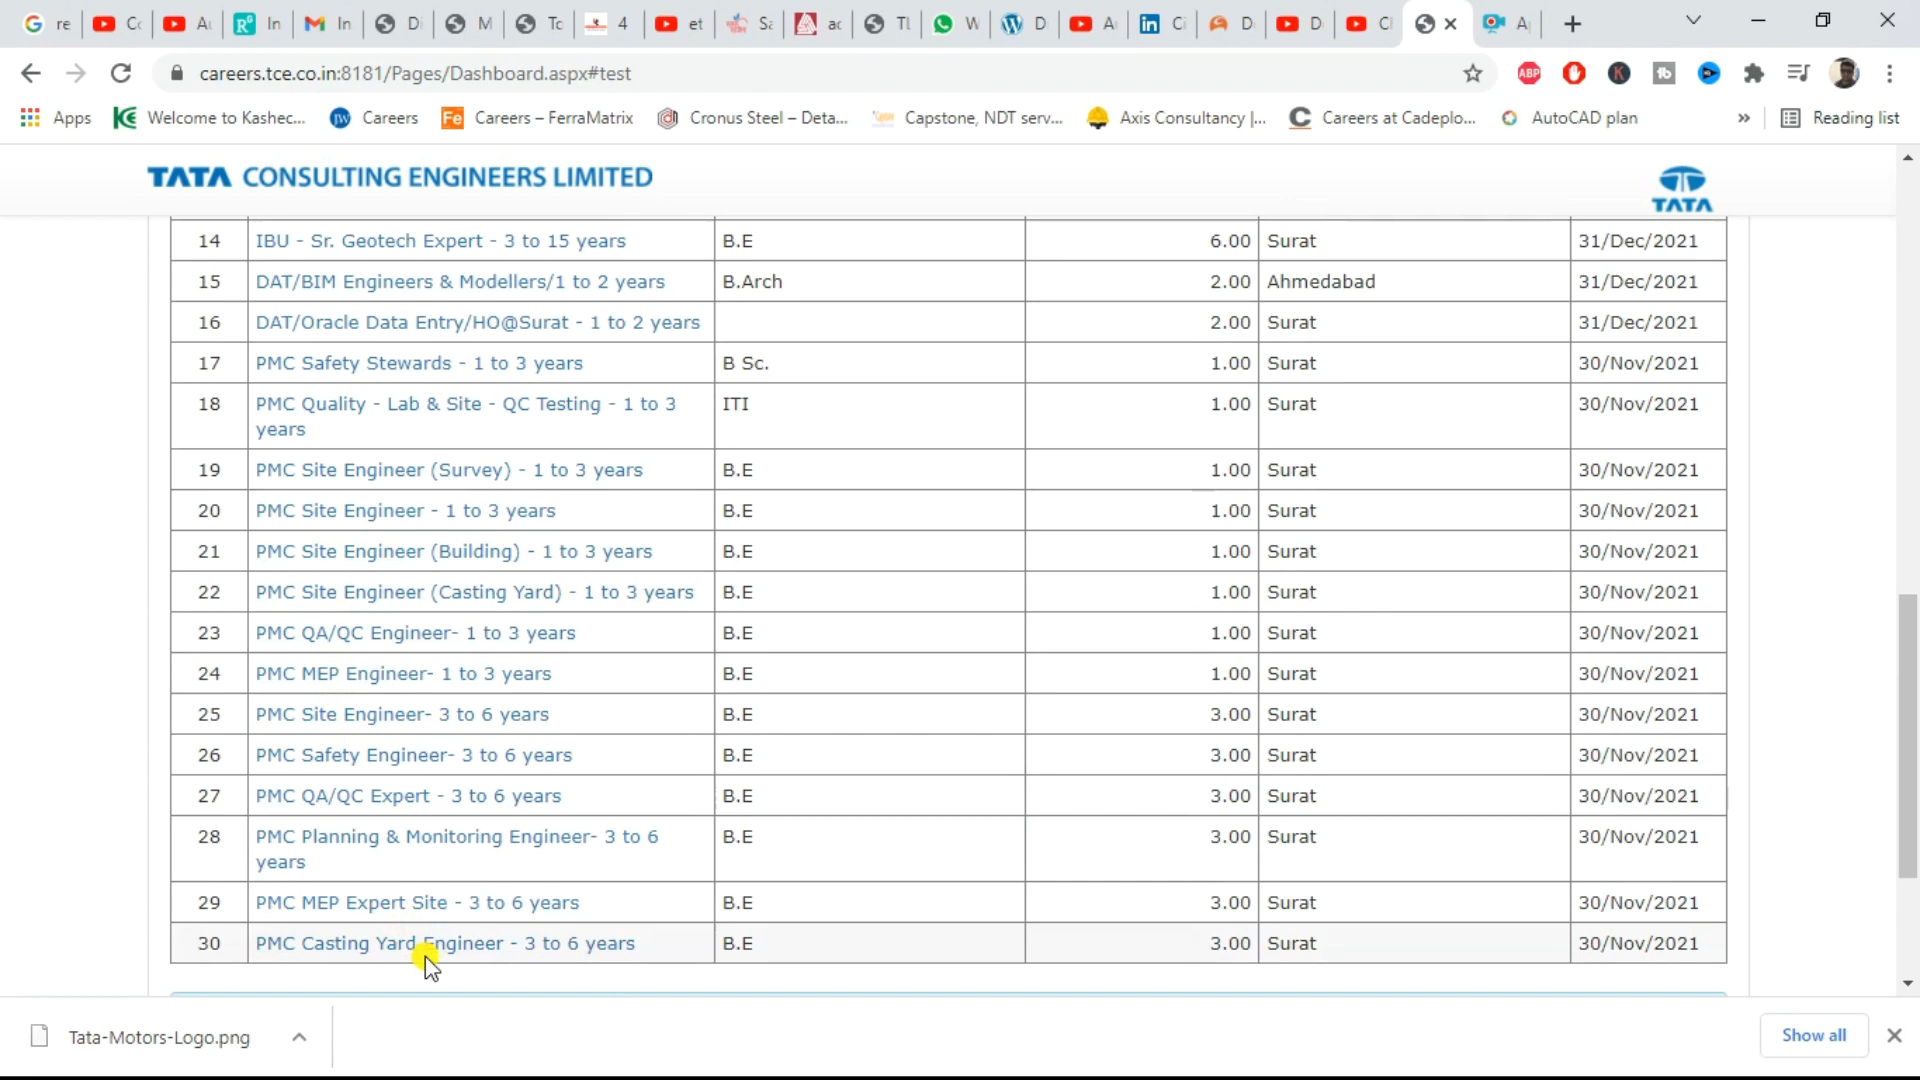 re Cc Au In In Di M Tc 4 et Sa ac Tl W D Ai Ci D D Cl A
careers.tce.co.in:8181/Pages/Dashboard.aspx#test
Apps Welcome to Kashec... Careers Careers – FerraMatrix Cronus Steel – Deta... Capstone, NDT serv... Axis Consultancy |... Careers at Cadeplo... AutoCAD plan » Reading list
TATA CONSULTING ENGINEERS LIMITED
TATA
14 IBU - Sr. Geotech Expert - 3 to 15 years B.E 6.00 Surat 31/Dec/2021
15 DAT/BIM Engineers & Modellers/1 to 2 years B.Arch 2.00 Ahmedabad 31/Dec/2021
16 DAT/Oracle Data Entry/HO@Surat - 1 to 2 years 2.00 Surat 31/Dec/2021
17 PMC Safety Stewards - 1 to 3 years B Sc. 1.00 Surat 30/Nov/2021
18 PMC Quality - Lab & Site - QC Testing - 1 to 3 ITI 1.00 Surat 30/Nov/2021
years
19 PMC Site Engineer (Survey) - 1 to 3 years B.E 1.00 Surat 30/Nov/2021
20 PMC Site Engineer - 1 to 3 years B.E 1.00 Surat 30/Nov/2021
21 PMC Site Engineer (Building) - 1 to 3 years B.E 1.00 Surat 30/Nov/2021
22 PMC Site Engineer (Casting Yard) - 1 to 3 years B.E 1.00 Surat 30/Nov/2021
23 PMC QA/QC Engineer- 1 to 3 years B.E 1.00 Surat 30/Nov/2021
24 PMC MEP Engineer- 1 to 3 years B.E 1.00 Surat 30/Nov/2021
25 PMC Site Engineer- 3 to 6 years B.E 3.00 Surat 30/Nov/2021
26 PMC Safety Engineer- 3 to 6 years B.E 3.00 Surat 30/Nov/2021
27 PMC QA/QC Expert - 3 to 6 years B.E 3.00 Surat 30/Nov/2021
28 PMC Planning & Monitoring Engineer- 3 to 6 B.E 3.00 Surat 30/Nov/2021
years
29 PMC MEP Expert Site - 3 to 6 years B.E 3.00 Surat 30/Nov/2021
30 PMC Casting Yard Engineer - 3 to 6 years B.E 3.00 Surat 30/Nov/2021
Tata-Motors-Logo.png Show all